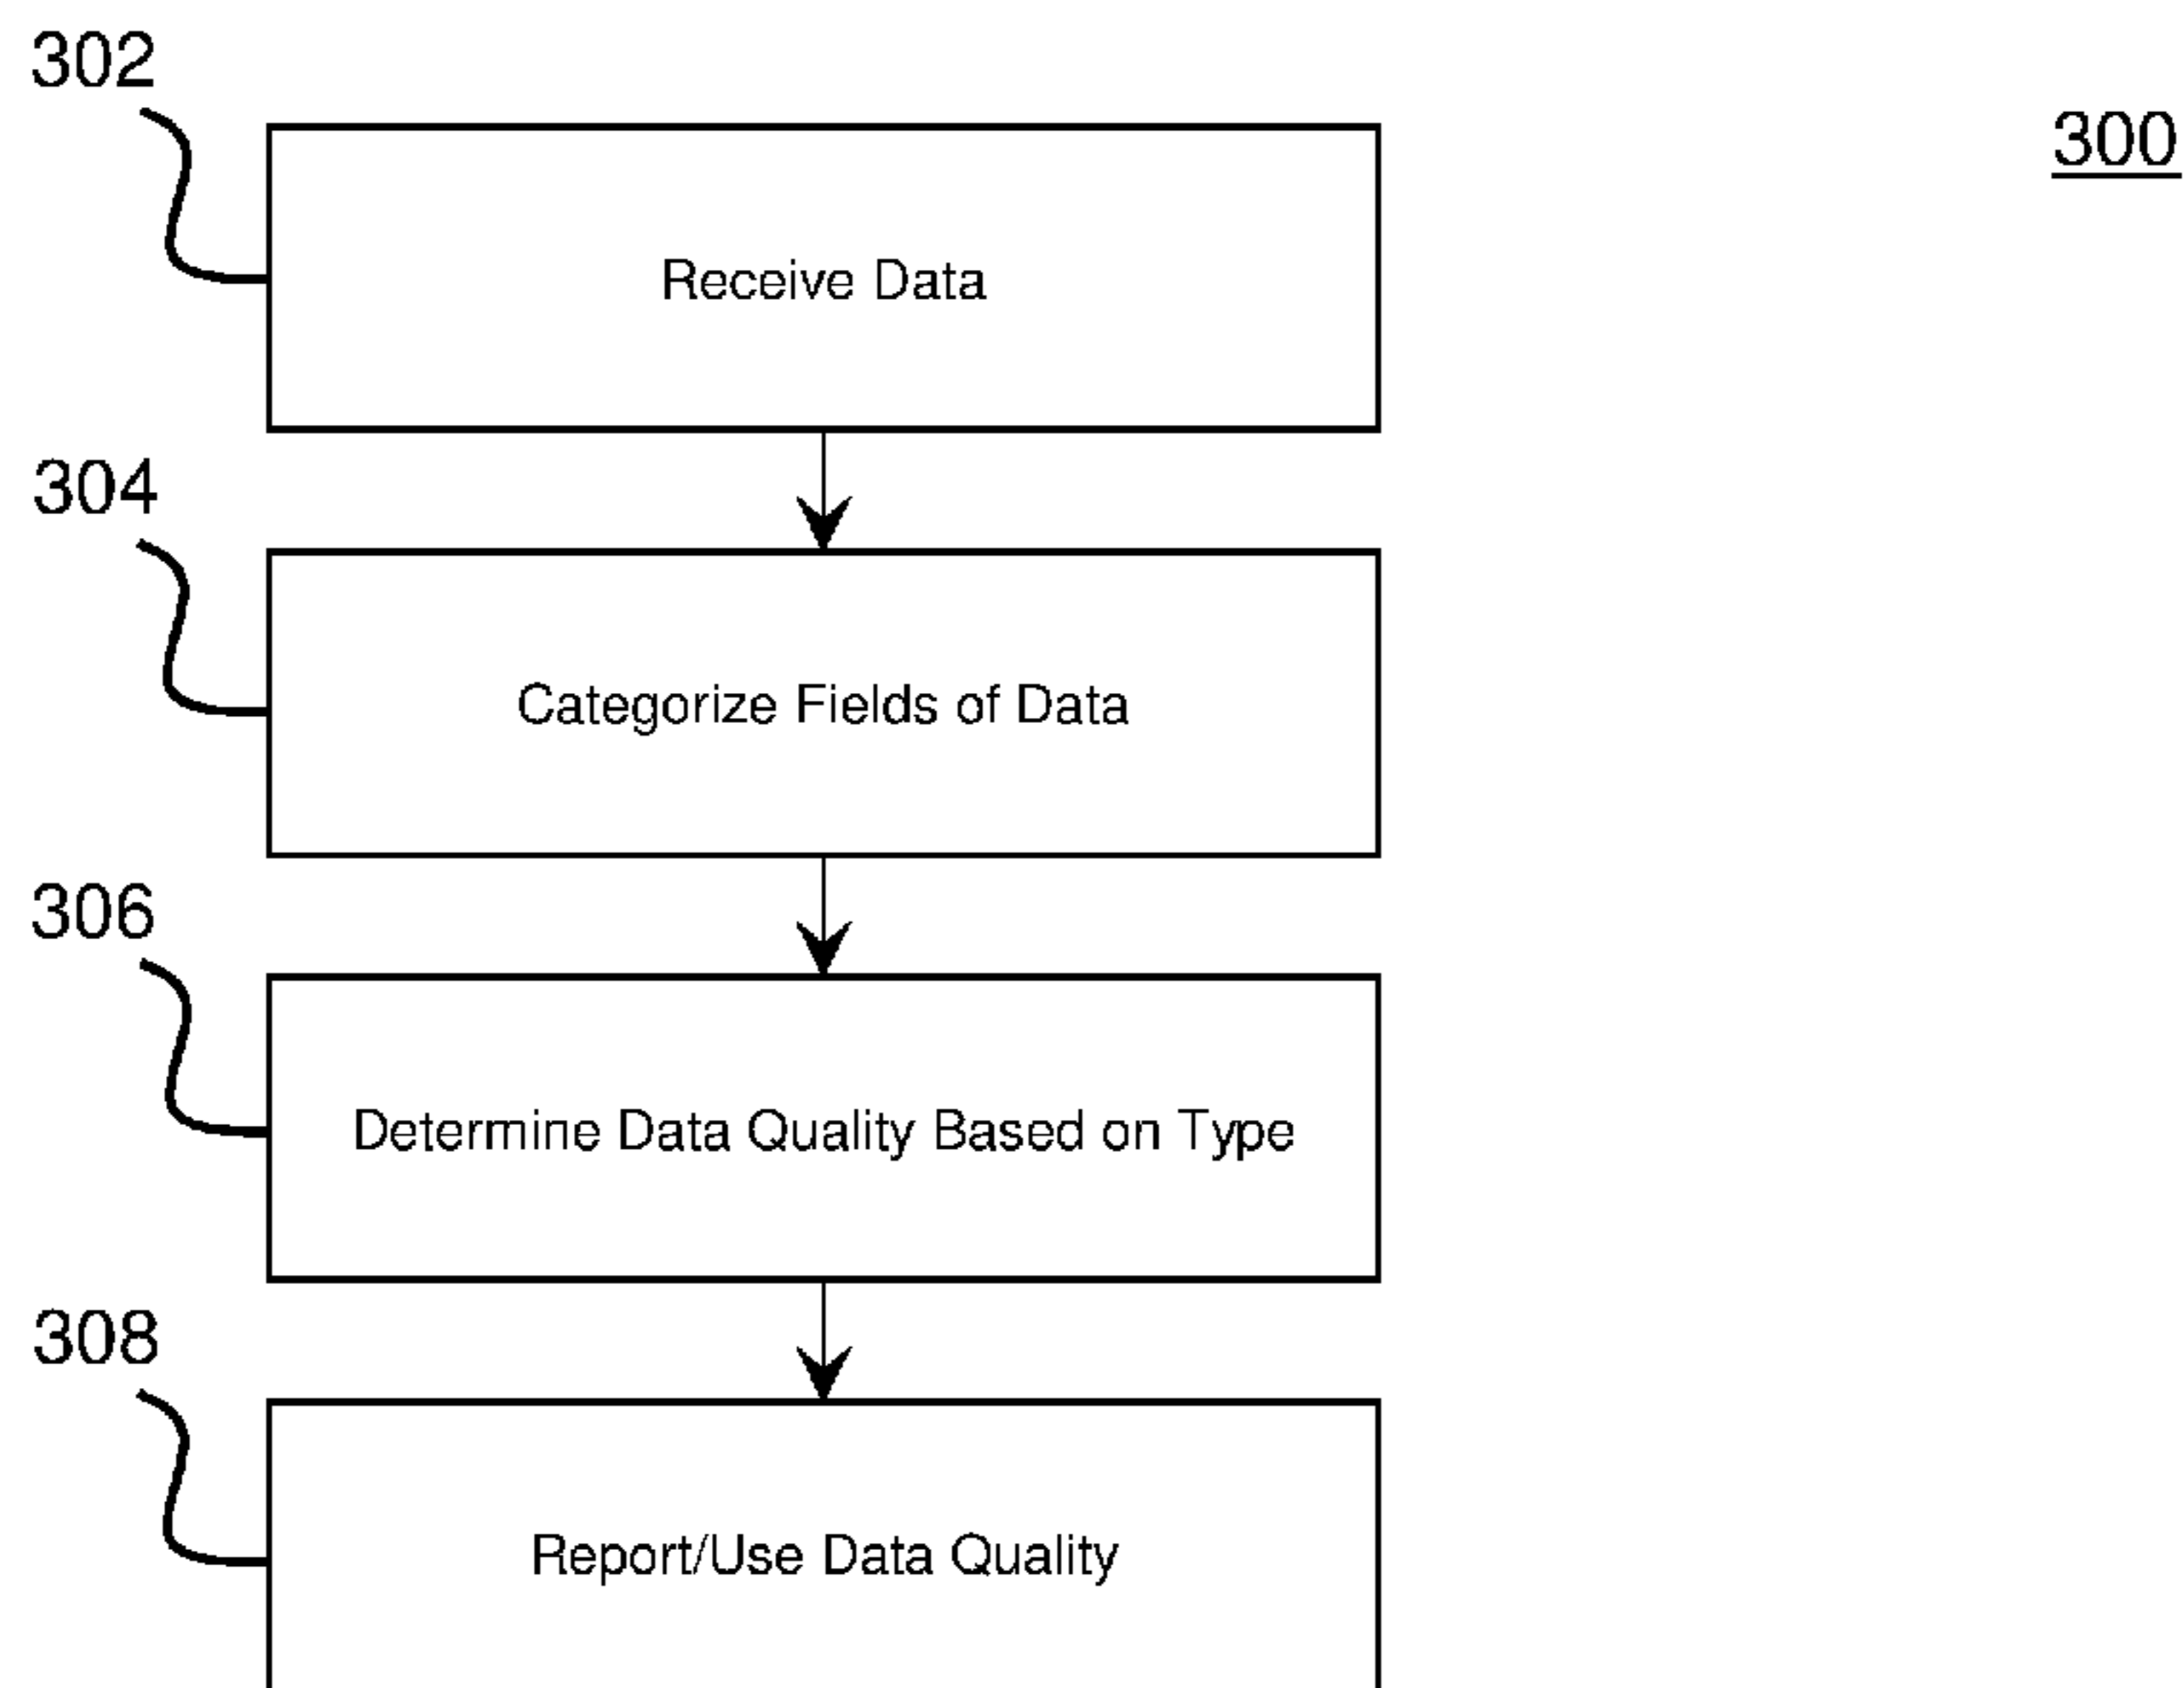 302
300
Receive Data
304
Categorize Fields of Data
306
Determine Data Quality Based on Type
308
Report/Use Data Quality